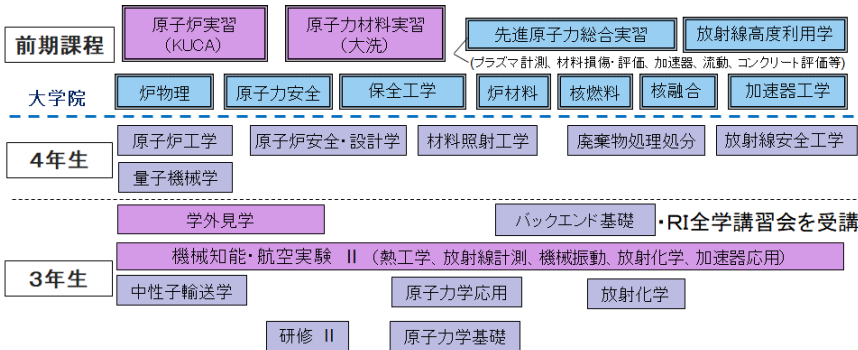 前期課程
原子炉実習
(KUCA)
原子力材料実習
(大洗)
先進原子力総合実習
放射線高度利用学
(プラズマ計測、材料損傷・評価、加速器、流動、コンクリート評価等)
大学院
炉物理
原子力安全
保全工学
炉材料
核燃料
核融合
加速器工学
4年生
原子炉工学
原子炉安全・設計学
材料照射工学
廃棄物処理処分
放射線安全工学
量子機械学
学外見学
バックエンド基礎
・RI全学講習会を受講
機械知能・航空実験 Ⅱ (熱工学、放射線計測、機械振動、放射化学、加速器応用)
3年生
中性子輸送学
原子力学応用
放射化学
研修 Ⅱ
原子力学基礎